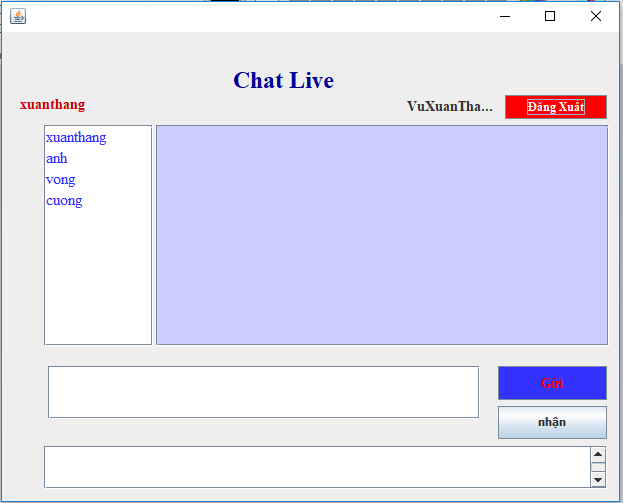 Chat Live
xuanthang
VuXuanTha...
Đăng Xuất
xuanthang
anh
vong
cuong
Gửi
nhận